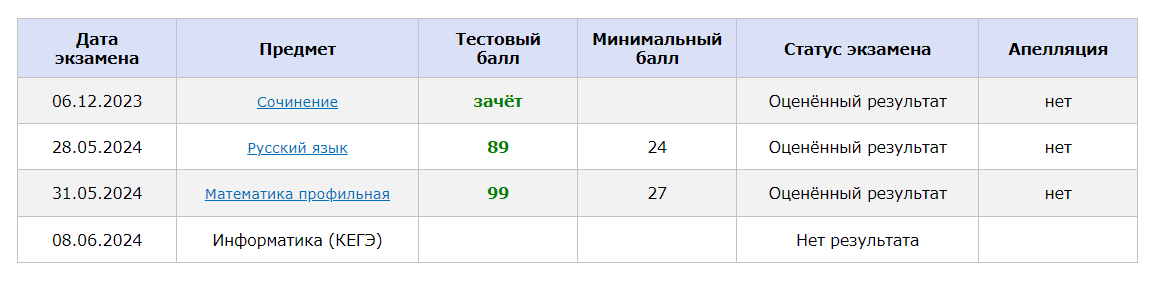 Дата экзамена Предмет Тестовый балл Минимальный балл Статус экзамена Апелляция
06.12.2023 Сочинение зачёт Оценённый результат нет
28.05.2024 Русский язык 89 24 Оценённый результат нет
31.05.2024 Математика профильная 99 27 Оценённый результат нет
08.06.2024 Информатика (КЕГЭ) Нет результата